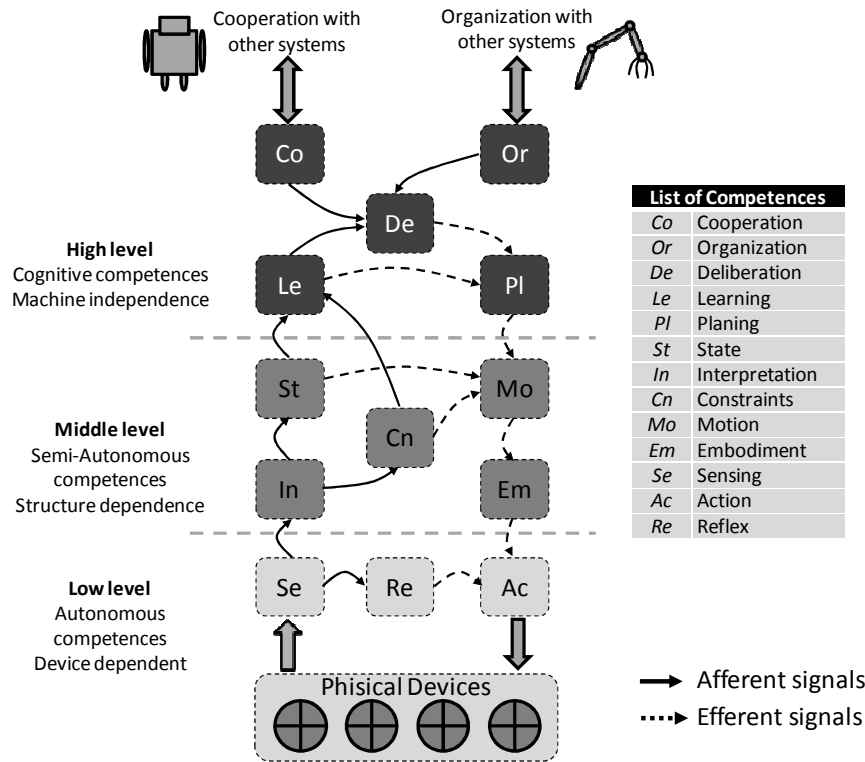 Cooperation with
other systems
Organization with
other systems
Co
Or
De
Le
Pl
St
Mo
Cn
In
Em
Se
Re
Ac
High level
Cognitive competences
Machine independence
Middle level
Semi-Autonomous
competences
Structure dependence
Low level
Autonomous
competences
Device dependent
Phisical Devices
List of Competences
Co Cooperation
Or Organization
De Deliberation
Le Learning
Pl Planing
St State
In Interpretation
Cn Constraints
Mo Motion
Em Embodiment
Se Sensing
Ac Action
Re Reflex
Afferent signals
Efferent signals